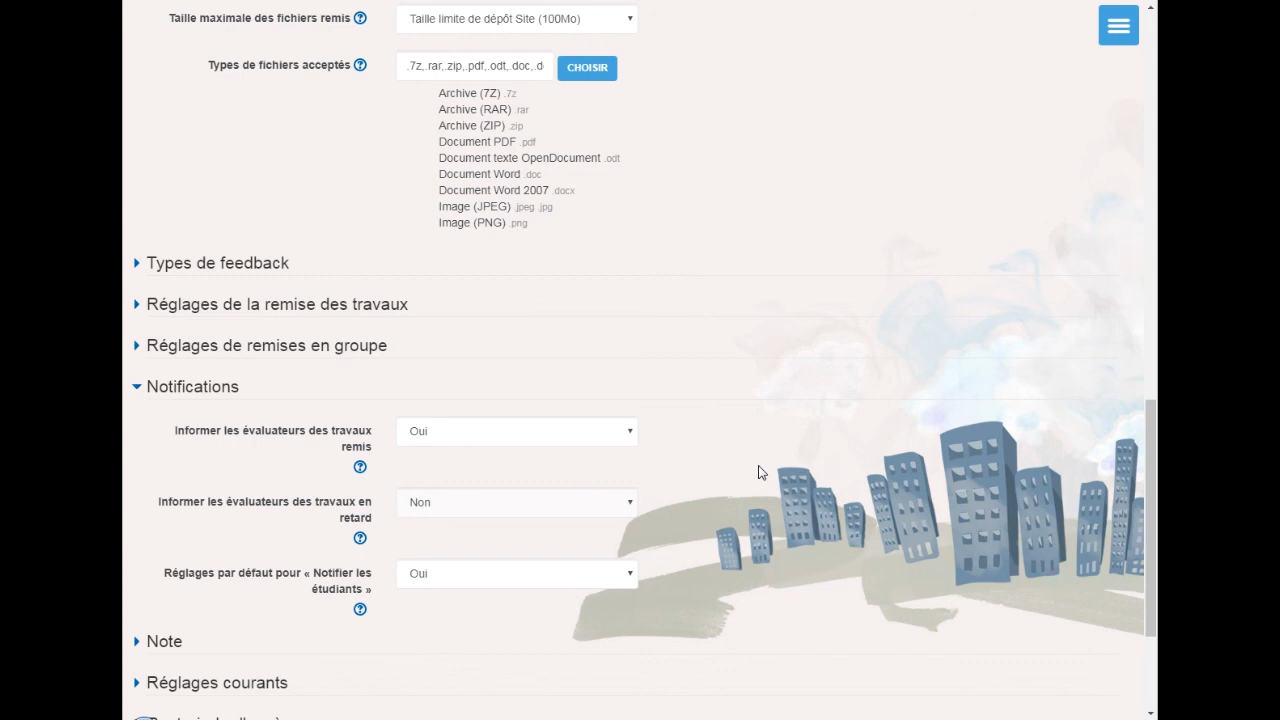 Taille maximale des fichiers remis
Taille limite de dépôt Site (100Mo)
Types de fichiers acceptés
.7z,.rar,.zip,.pdf,.odt,.doc,.d
CHOISIR
Archive (7Z) .7z
Archive (RAR) .rar
Archive (ZIP) .zip
Document PDF .pdf
Document texte OpenDocument .odt
Document Word .doc
Document Word 2007 .docx
Image (JPEG) .jpeg .jpg
Image (PNG) .png
Types de feedback
Réglages de la remise des travaux
Réglages de remises en groupe
Notifications
Informer les évaluateurs des travaux
remis
Oui
Informer les évaluateurs des travaux en
retard
Non
Réglages par défaut pour « Notifier les
étudiants »
Oui
Note
Réglages courants